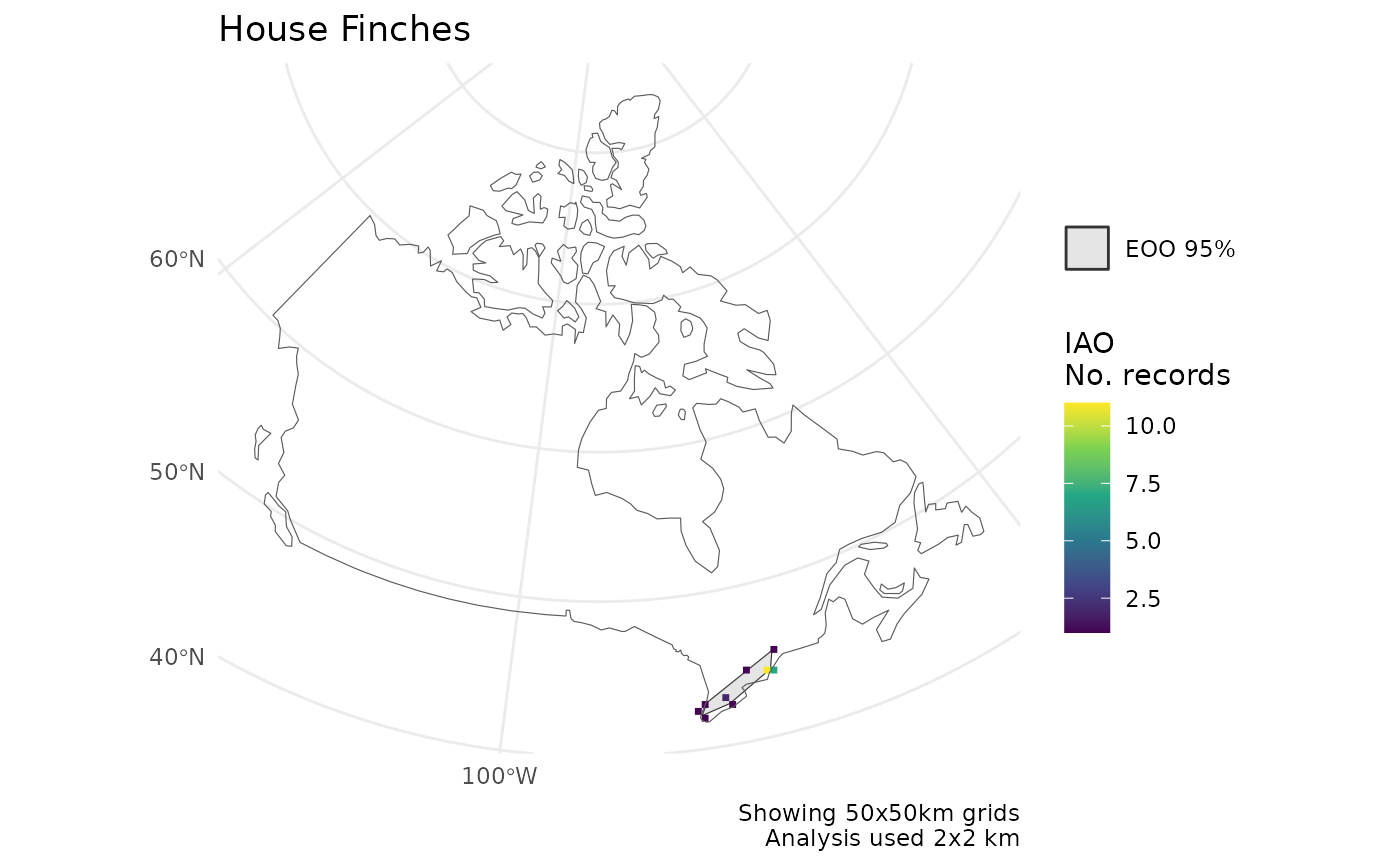 House Finches
60°N
50°N
40°N
100°W
EOO 95%
IAO
No. records
10.0
7.5
5.0
2.5
Showing 50x50km grids
Analysis used 2x2 km